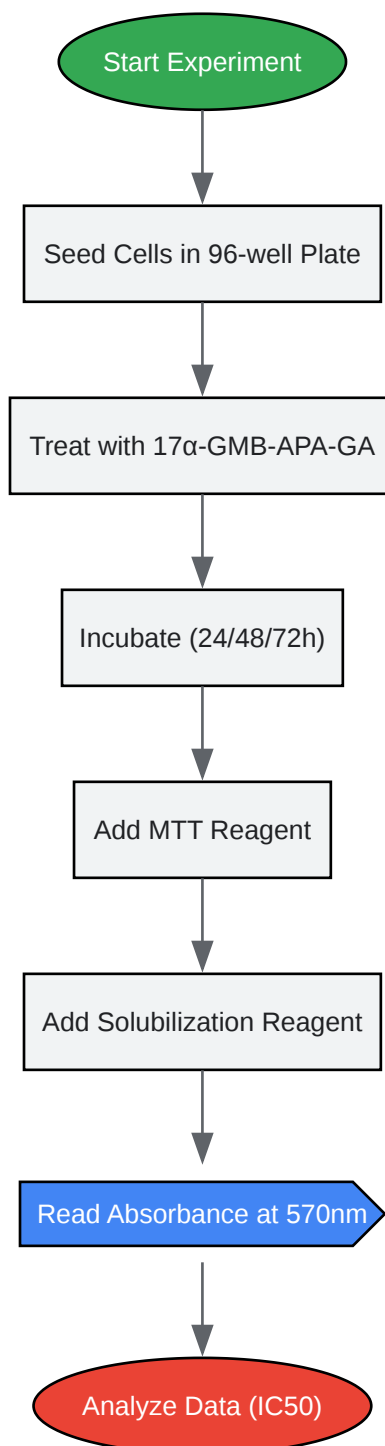 Start Experiment
Seed Cells in 96-well Plate
Treat with 17α-GMB-APA-GA
Incubate (24/48/72h)
Add MTT Reagent
Add Solubilization Reagent
Read Absorbance at 570nm
Analyze Data (IC50)